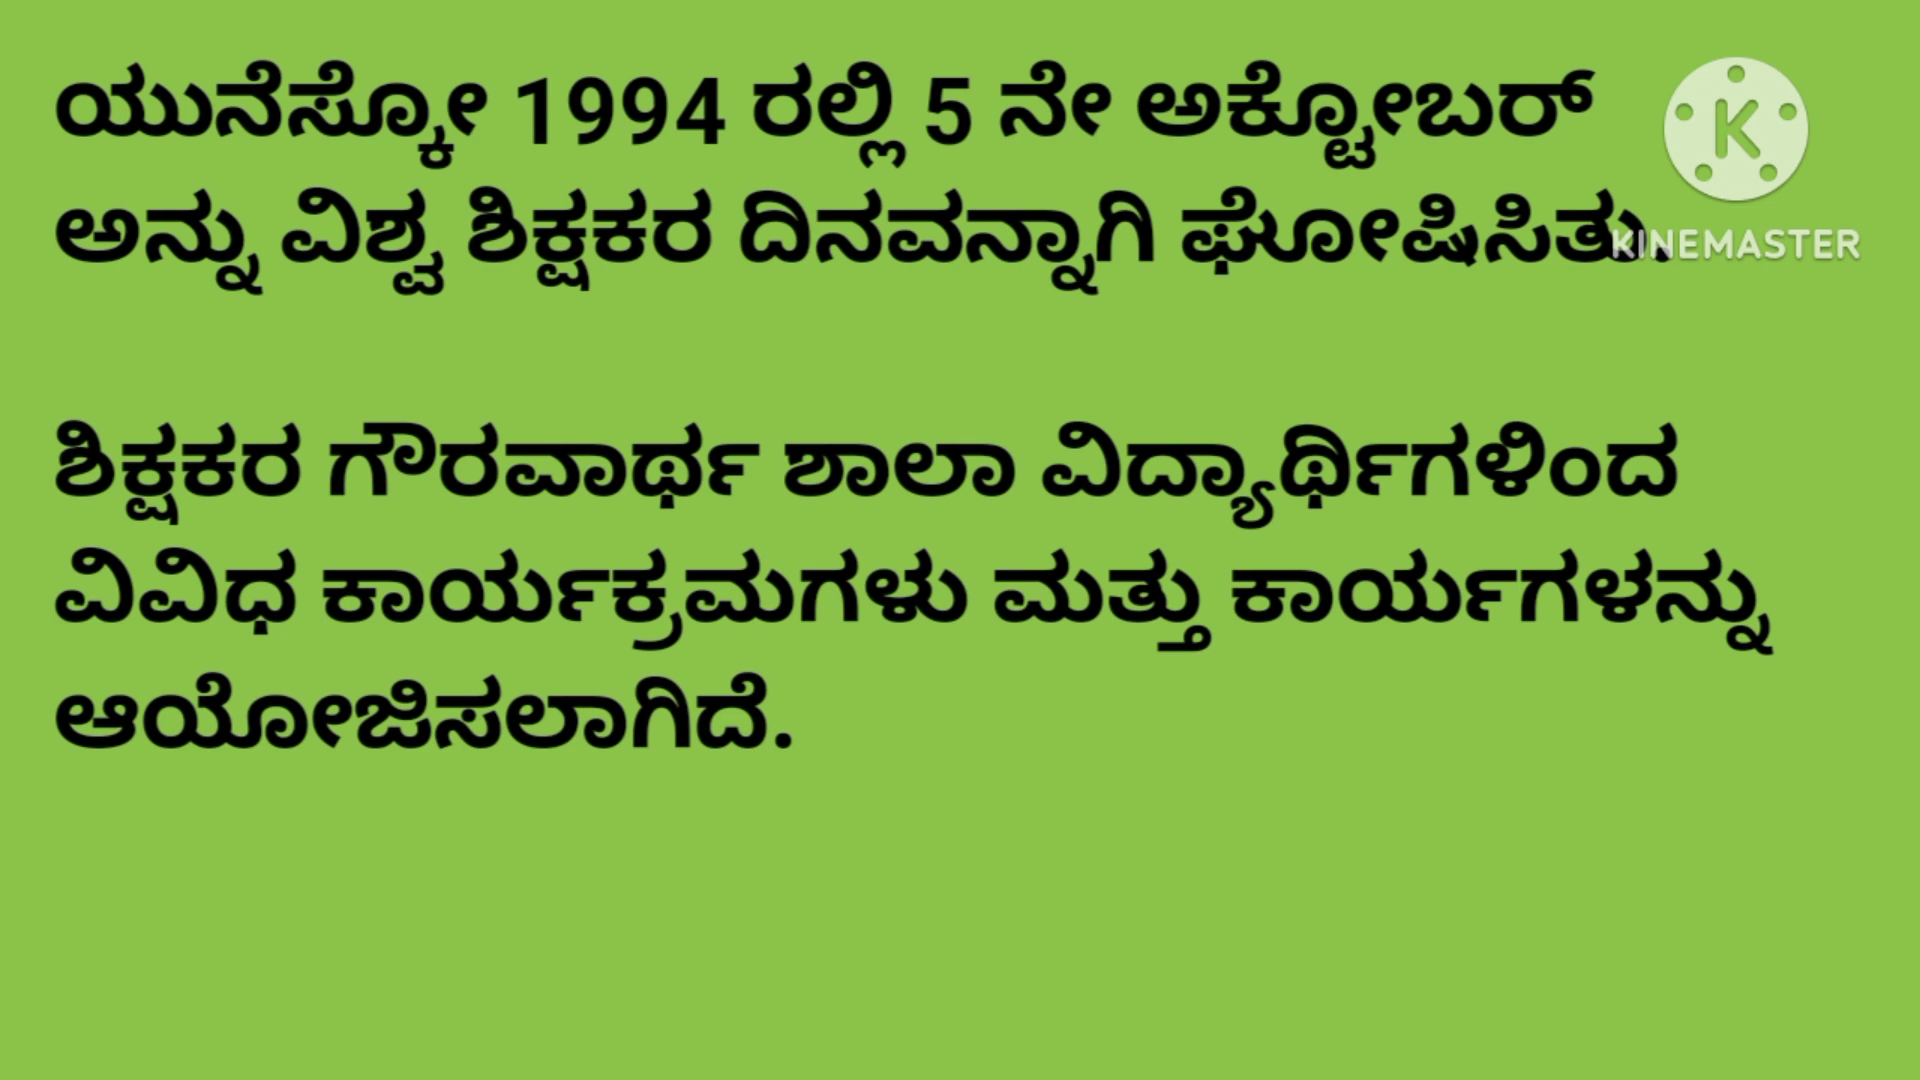 ಯುನೆಸ್ಕೋ 1994 ರಲ್ಲಿ 5 ನೇ ಅಕ್ಟೋಬರ್
ಅನ್ನು ವಿಶ್ವ ಶಿಕ್ಷಕರ ದಿನವನ್ನಾಗಿ ಘೋಷಿಸಿತು.
K
KINEMASTER
ಶಿಕ್ಷಕರ ಗೌರವಾರ್ಥ ಶಾಲಾ ವಿದ್ಯಾರ್ಥಿಗಳಿಂದ
ವಿವಿಧ ಕಾರ್ಯಕ್ರಮಗಳು ಮತ್ತು ಕಾರ್ಯಗಳನ್ನು
ಆಯೋಜಿಸಲಾಗಿದೆ.